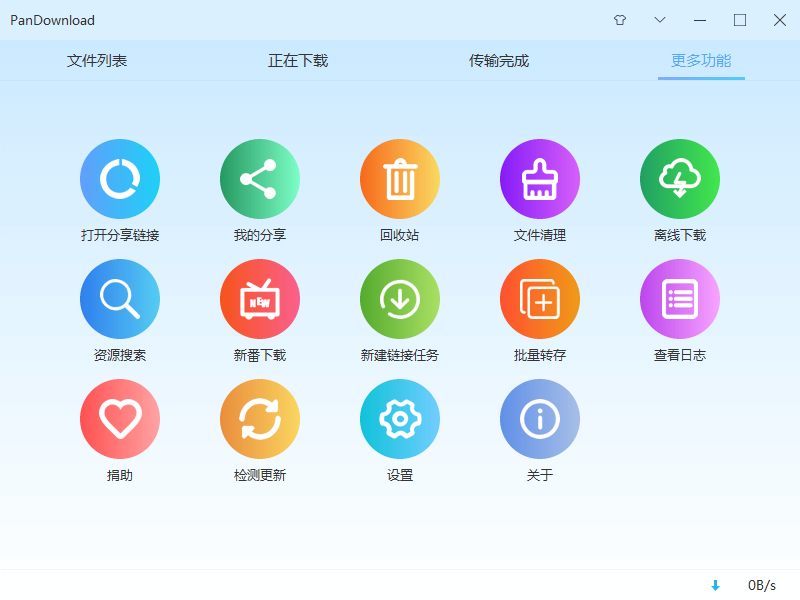 PanDownload
文件列表
正在下载
传输完成
更多功能
打开分享链接
我的分享
回收站
文件清理
离线下载
资源搜索
NEW
新番下载
新建链接任务
批量转存
查看日志
捐助
检测更新
设置
关于
0B/s